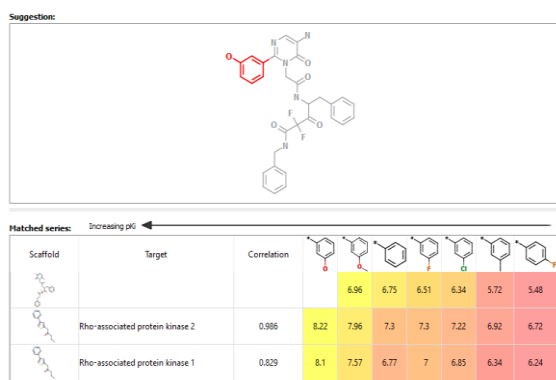 Suggestion:
N
N
N
O
O
O
N
F
F
O
O
N
Matched series: Increasing pKi
Scaffold Target Correlation * O * O * * F * Cl * * F
6.96 6.75 6.51 6.34 5.72 5.48
Rho-associated protein kinase 2 0.986 8.22 7.96 7.3 7.3 7.22 6.92 6.72
Rho-associated protein kinase 1 0.829 8.1 7.57 6.77 7 6.85 6.34 6.24